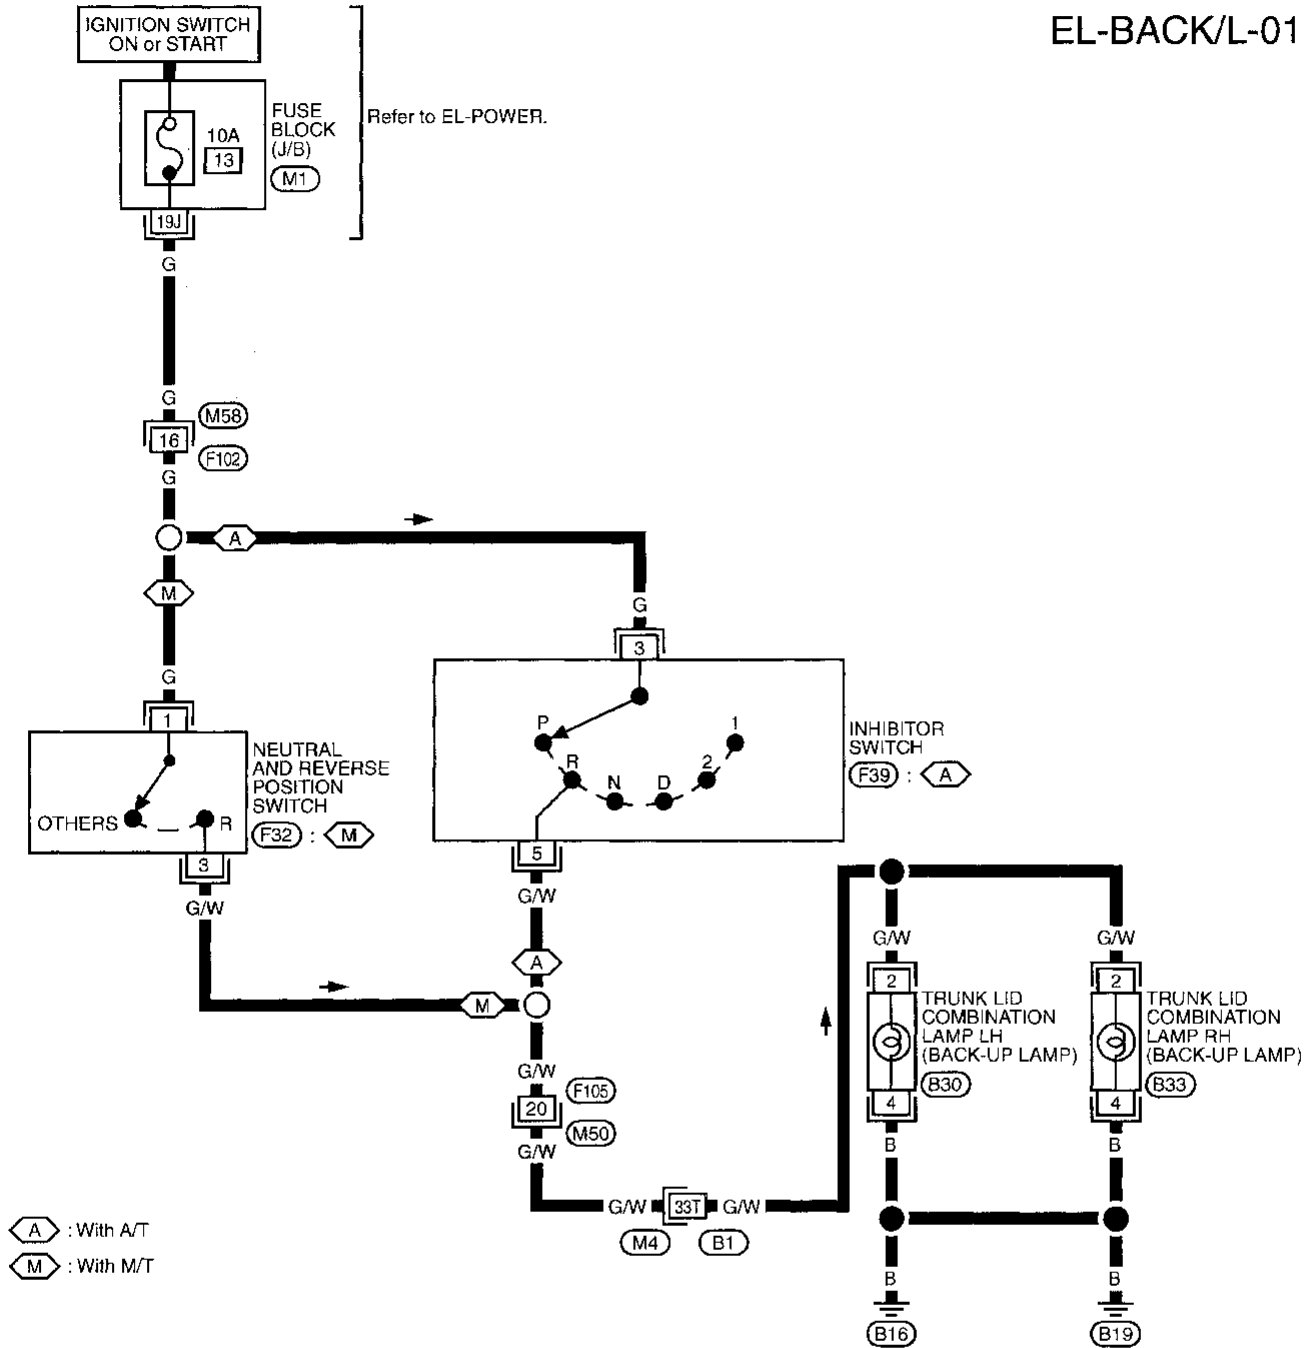 EL-BACK/L-01
IGNITION SWITCH
ON or START
FUSE
BLOCK
(J/B)
M1
10A
13
Refer to EL-POWER.
19J
G
G
M58
16
F102
G
A
M
G
3
G
1
NEUTRAL
AND REVERSE
POSITION
SWITCH
F32 : M
OTHERS
R
3
G/W
P
R
N
D
2
1
INHIBITOR
SWITCH
F39 : A
5
G/W
A
M
G/W
F105
20
M50
G/W
G/W
33T
G/W
M4
B1
G/W
2
TRUNK LID
COMBINATION
LAMP LH
(BACK-UP LAMP)
B30
4
B
B
B16
G/W
2
TRUNK LID
COMBINATION
LAMP RH
(BACK-UP LAMP)
B33
4
B
B
B19
A : With A/T
M : With M/T